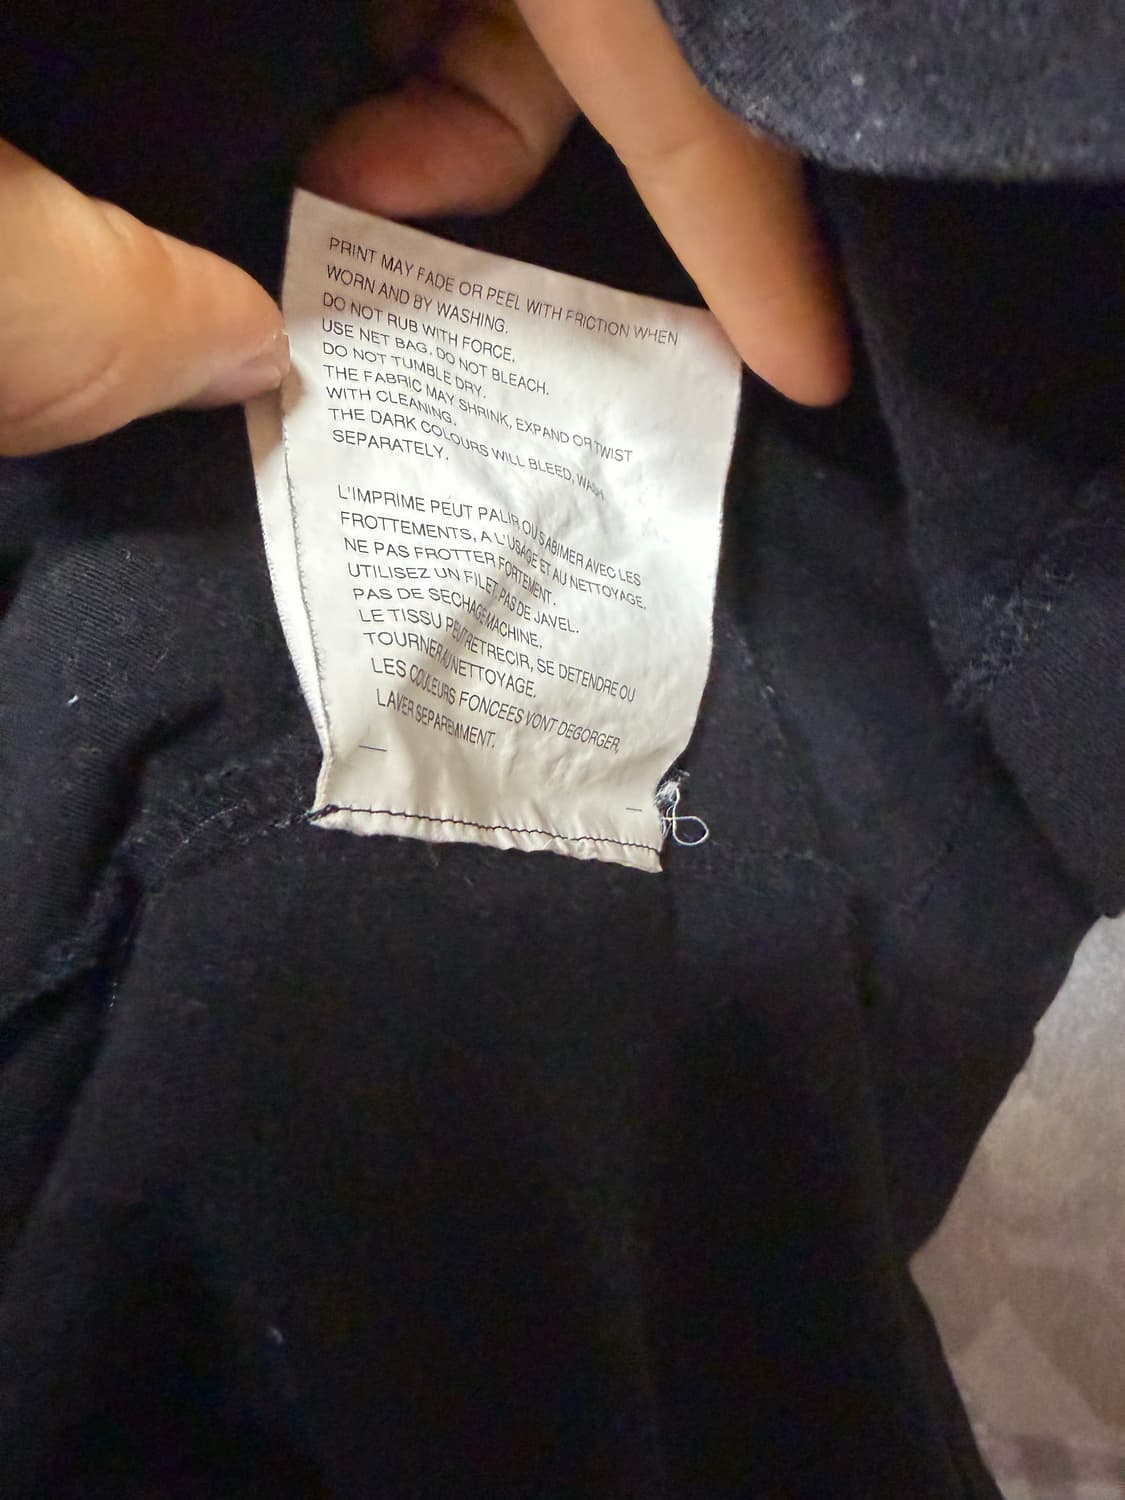 PRINT MAY FADE OR PEEL WITH FRICTION WHEN
WORN AND BY WASHING.
DO NOT RUB WITH FORCE.
USE NET BAG. DO NOT BLEACH.
DO NOT TUMBLE DRY.
THE FABRIC MAY SHRINK, EXPAND OR TWIST
WITH CLEANING.
THE DARK COLOURS WILL BLEED, WASH
SEPARATELY.
L'IMPRIME PEUT PALIR OU S'ABIMER AVEC LES
FROTTEMENTS, A L'USAGE ET AU NETTOYAGE.
NE PAS FROTTER FORTEMENT.
UTILISEZ UN FILET, PAS DE JAVEL.
PAS DE SECHAGE MACHINE.
LE TISSU PEUT RETRECIR, SE DETENDRE OU
TOURNER AU NETTOYAGE.
LES COULEURS FONCEES VONT DEGORGER,
LAVER SEPAREMMENT.